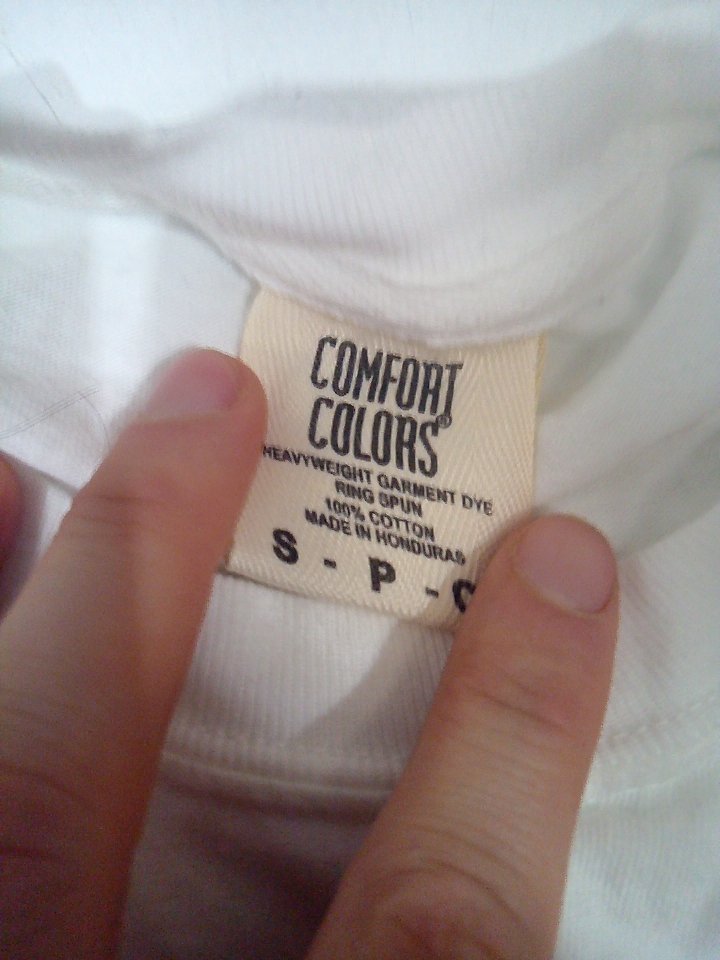 COMFORT
COLORS®
HEAVYWEIGHT GARMENT DYE
RING SPUN
100% COTTON
MADE IN HONDURAS
S - P -